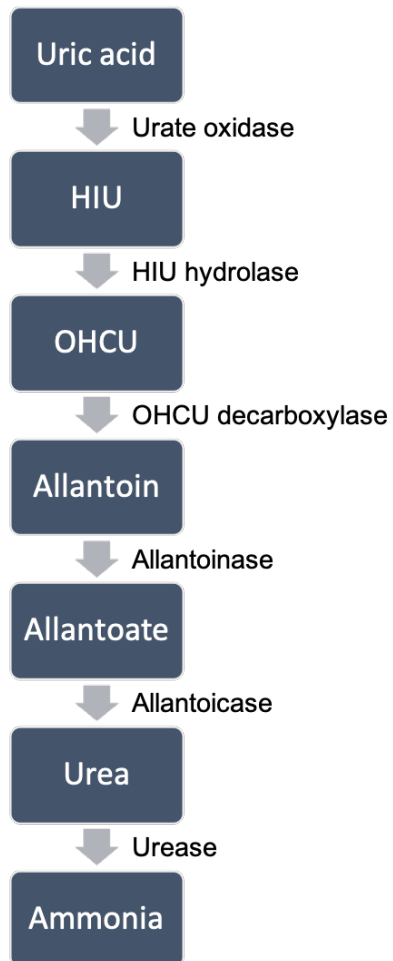 Uric acid
Urate oxidase
HIU
HIU hydrolase
OHCU
OHCU decarboxylase
Allantoin
Allantoinase
Allantoate
Allantoicase
Urea
Urease
Ammonia